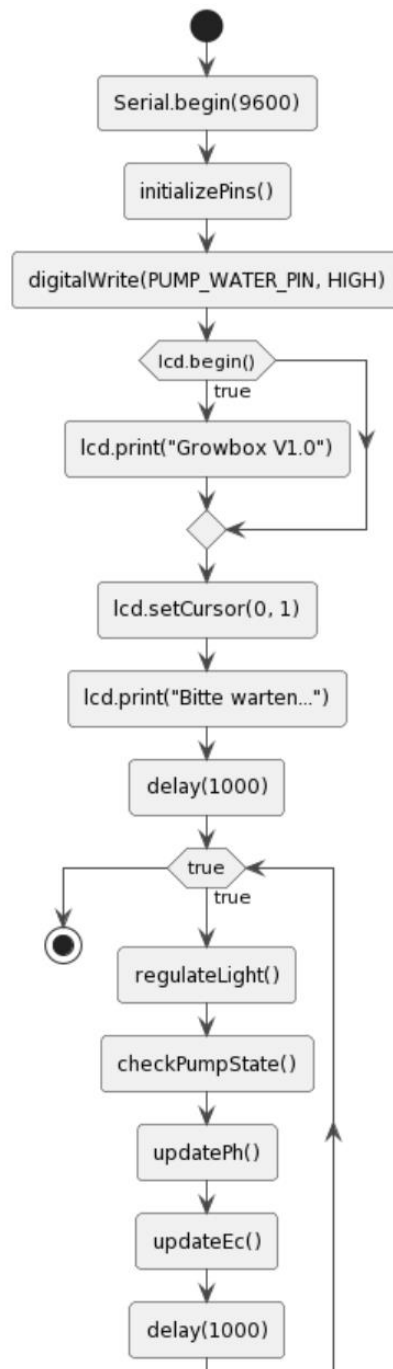 Serial.begin(9600)
initializePins()
digitalWrite(PUMP_WATER_PIN, HIGH)
lcd.begin()
true
lcd.print("Growbox V1.0")
lcd.setCursor(0, 1)
lcd.print("Bitte warten...")
delay(1000)
true
true
regulateLight()
checkPumpState()
updatePh()
updateEc()
delay(1000)